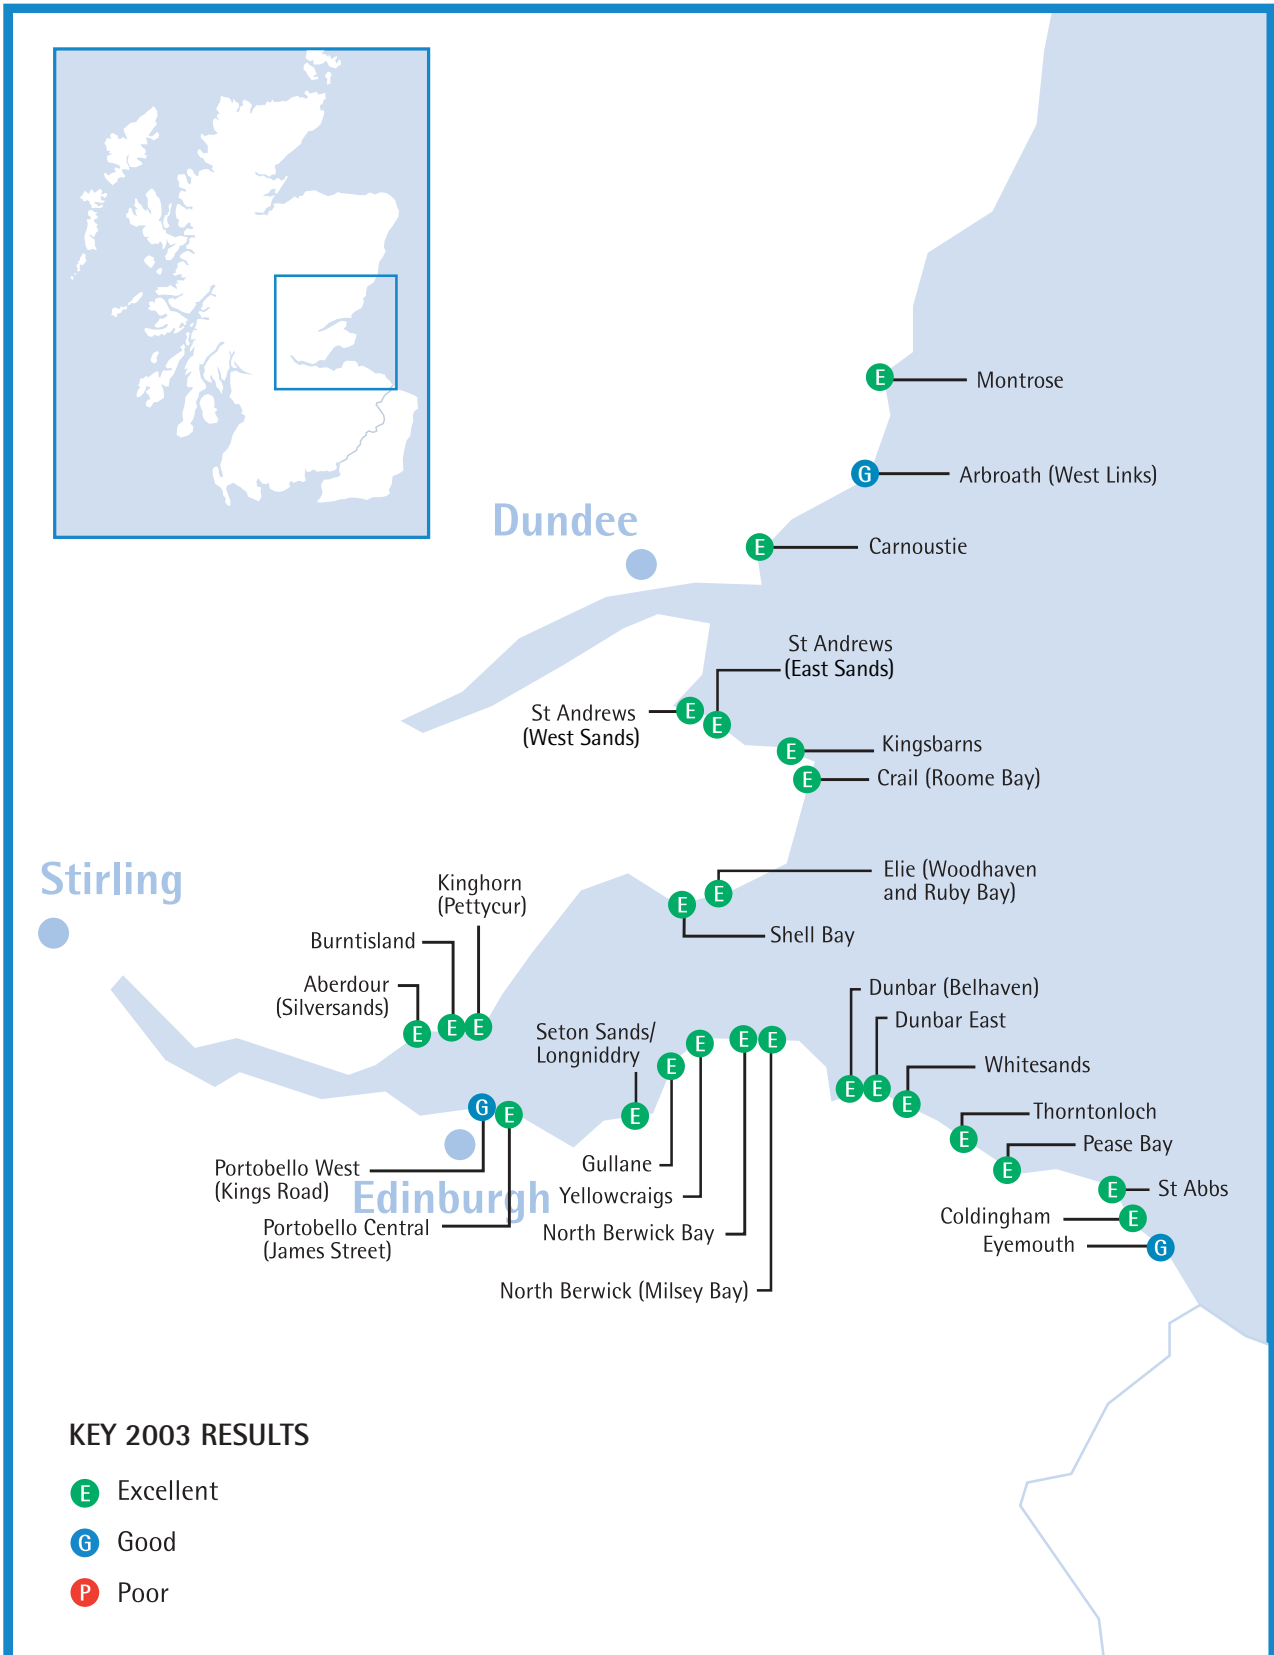 E
Montrose
G
Arbroath (West Links)
Dundee
E
Carnoustie
St Andrews
(East Sands)
E
St Andrews
(West Sands)
E
E
Kingsbarns
E
Crail (Roome Bay)
Stirling
Elie (Woodhaven
and Ruby Bay)
E
E
Shell Bay
Kinghorn
(Pettycur)
Burntisland
Aberdour
(Silversands)
E
E
E
Seton Sands/
Longniddry
E
E
E
E
E
Dunbar (Belhaven)
Dunbar East
E
E
Whitesands
E
Thorntonloch
E
Pease Bay
E
St Abbs
E
Coldingham
E
Eyemouth
G
G
E
Portobello West
(Kings Road)
Edinburgh
Portobello Central
(James Street)
Gullane
Yellowcraigs
North Berwick Bay
North Berwick (Milsey Bay)
KEY 2003 RESULTS
E Excellent
G Good
P Poor